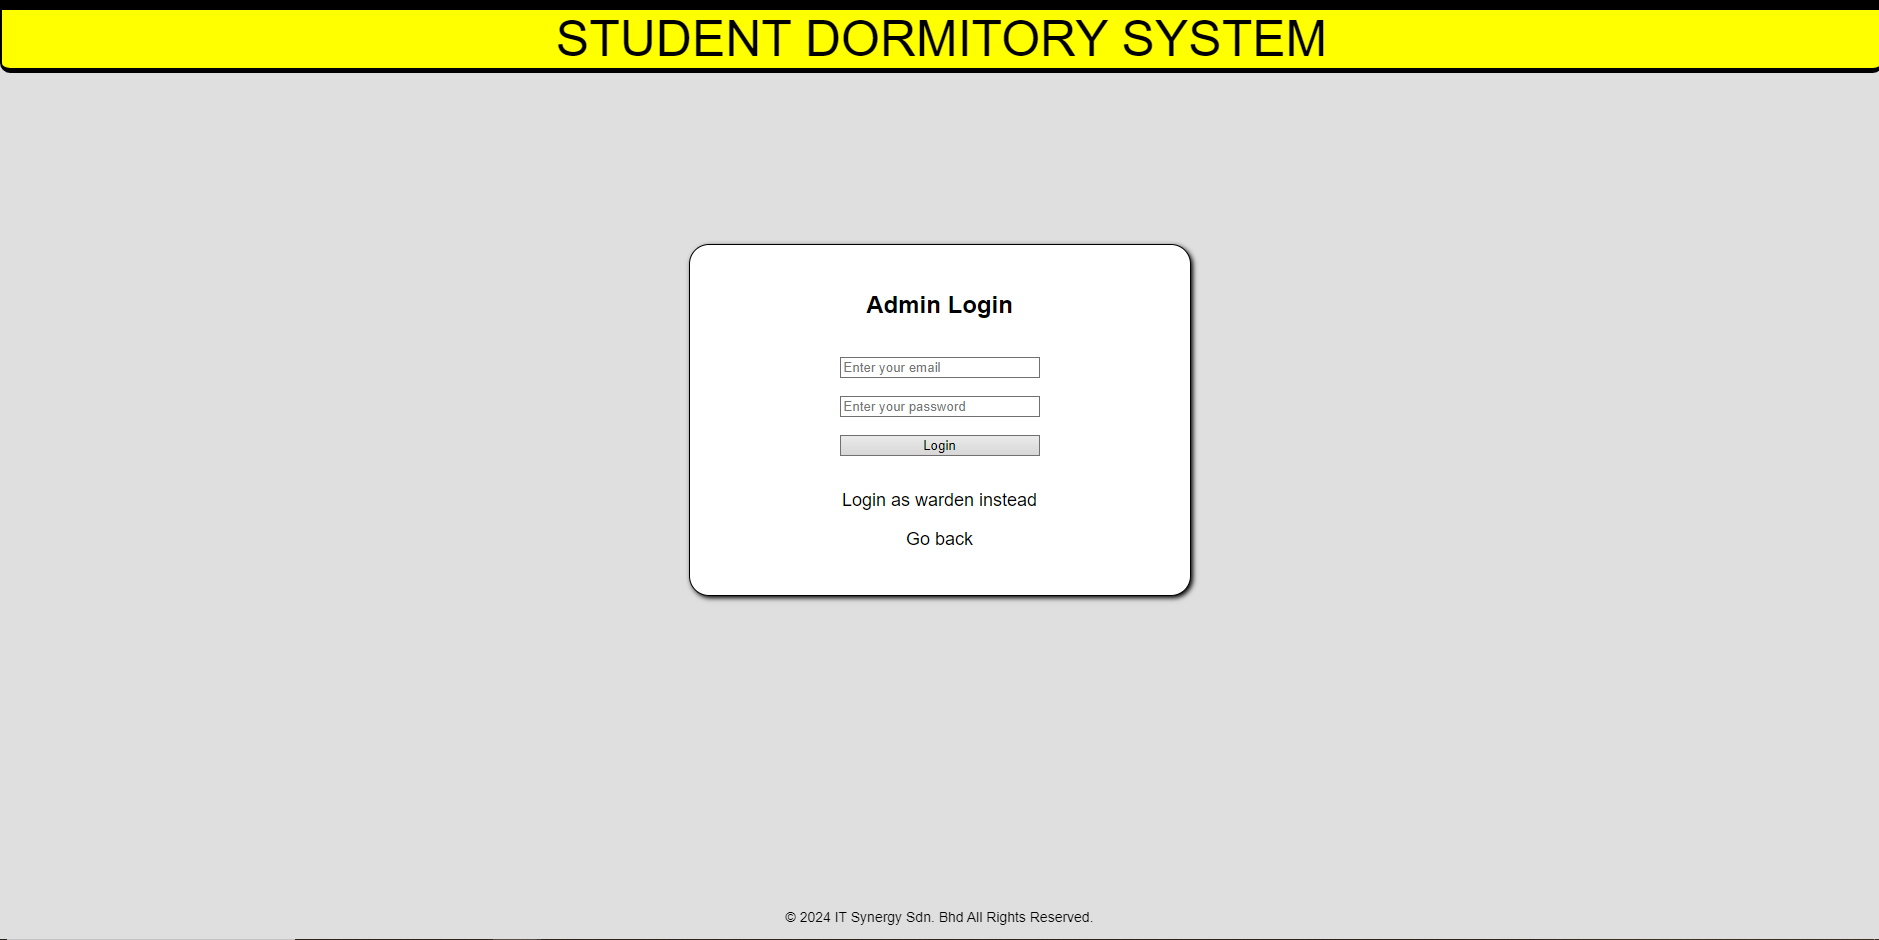 STUDENT DORMITORY SYSTEM
Admin Login
Enter your email
Enter your password
Login
Login as warden instead
Go back
© 2024 IT Synergy Sdn. Bhd All Rights Reserved.